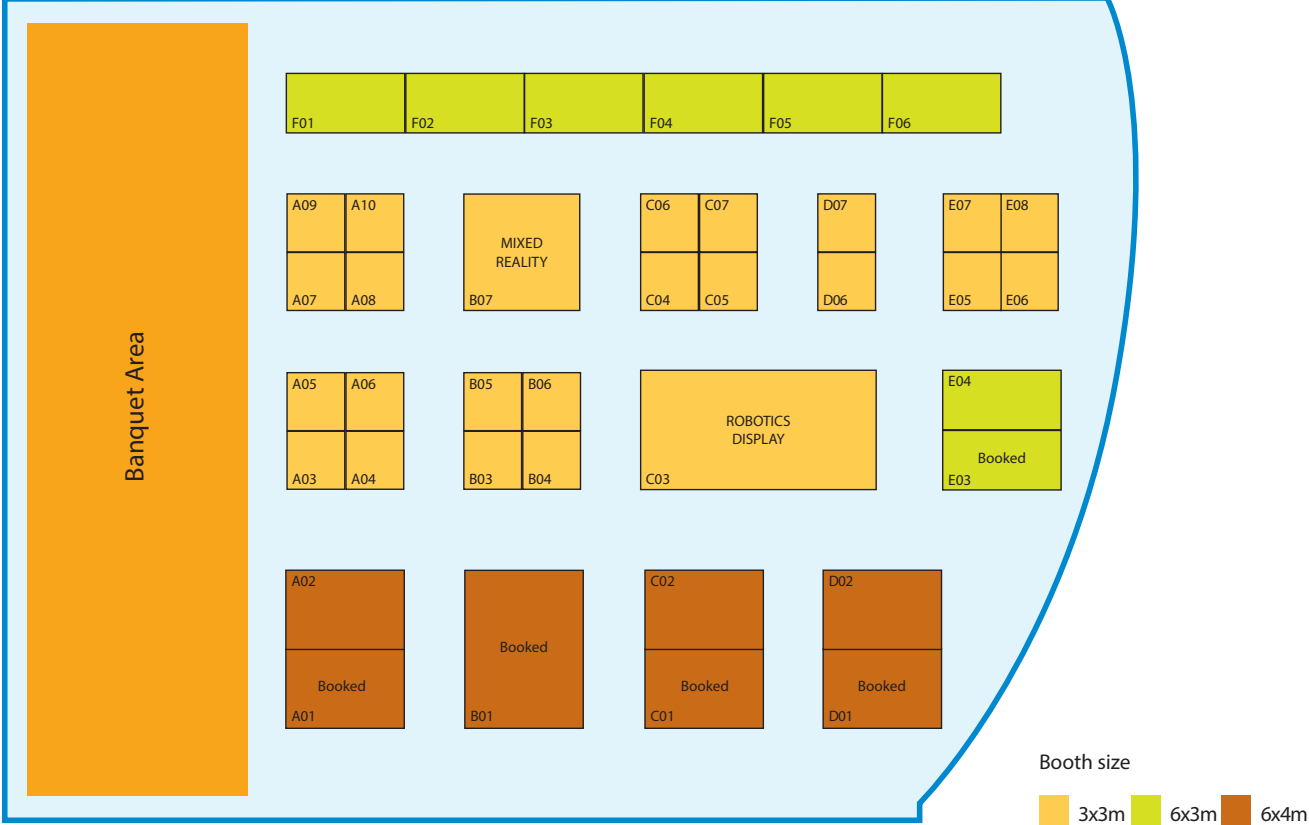 F01
F02
F03
F04
F05
F06
A09
A10
A07
A08
MIXED
REALITY
B07
C06
C07
C04
C05
D07
D06
E07
E08
E05
E06
Banquet Area
A05
A06
A03
A04
B05
B06
B03
B04
ROBOTICS
DISPLAY
C03
E04
Booked
E03
A02
Booked
A01
Booked
B01
C02
Booked
C01
D02
Booked
D01
Booth size
3x3m
6x3m
6x4m